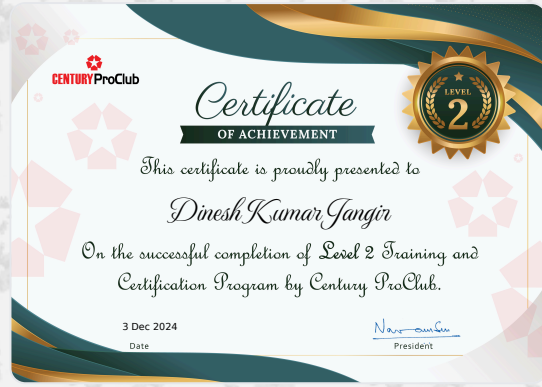 CENTURY ProClub
Certificate
OF ACHIEVEMENT
LEVEL
2
This certificate is proudly presented to
Dinesh Kumar Jangir
On the successful completion of Level 2 Training and
Certification Program by Century ProClub.
3 Dec 2024
Date
President